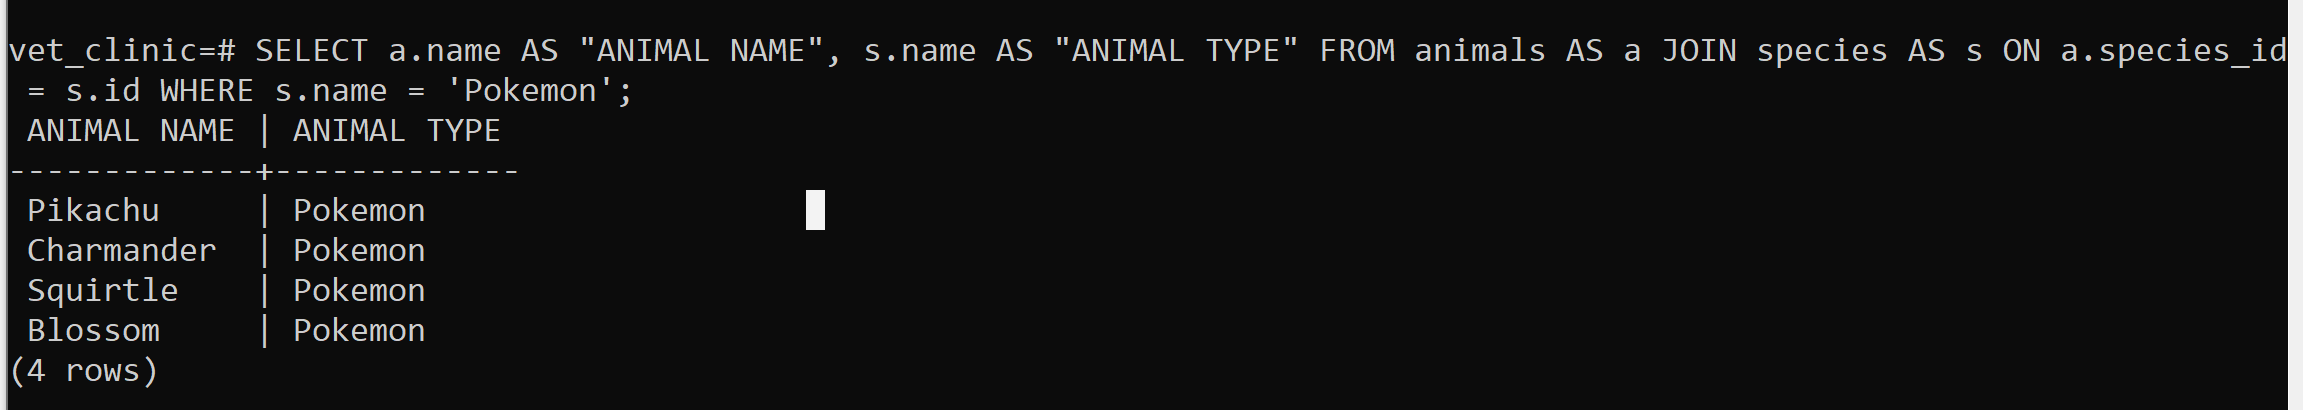 vet_clinic=# SELECT a.name AS "ANIMAL NAME", s.name AS "ANIMAL TYPE" FROM animals AS a JOIN species AS s ON a.species_id
 = s.id WHERE s.name = 'Pokemon';
 ANIMAL NAME | ANIMAL TYPE
-------------+-------------
 Pikachu     | Pokemon
 Charmander  | Pokemon
 Squirtle    | Pokemon
 Blossom     | Pokemon
(4 rows)